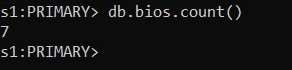 s1:PRIMARY> db.bios.count()
7
s1:PRIMARY>